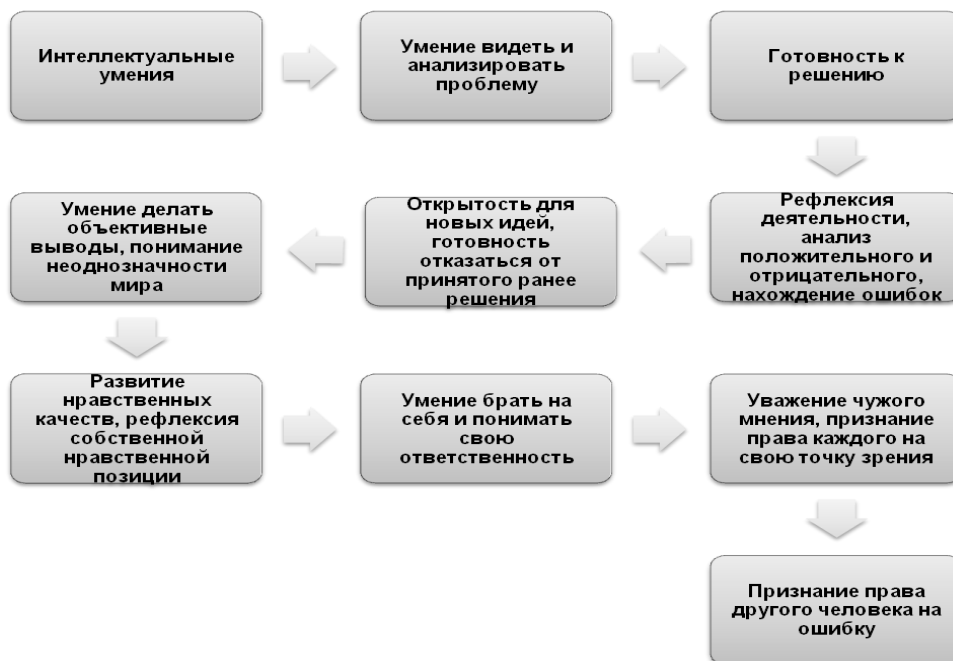 Интеллектуальные
умения
Умение видеть и
анализировать
проблему
Готовность к
решению
Рефлексия
деятельности,
анализ
положительного и
отрицательного,
нахождение ошибок
Открытость для
новых идей,
готовность
отказаться от
принятого ранее
решения
Умение делать
объективные
выводы, понимание
неоднозначности
мира
Развитие
нравственных
качеств, рефлексия
собственной
нравственной
позиции
Умение брать на
себя и понимать
свою
ответственность
Уважение чужого
мнения, признание
права каждого на
свою точку зрения
Признание права
другого человека на
ошибку